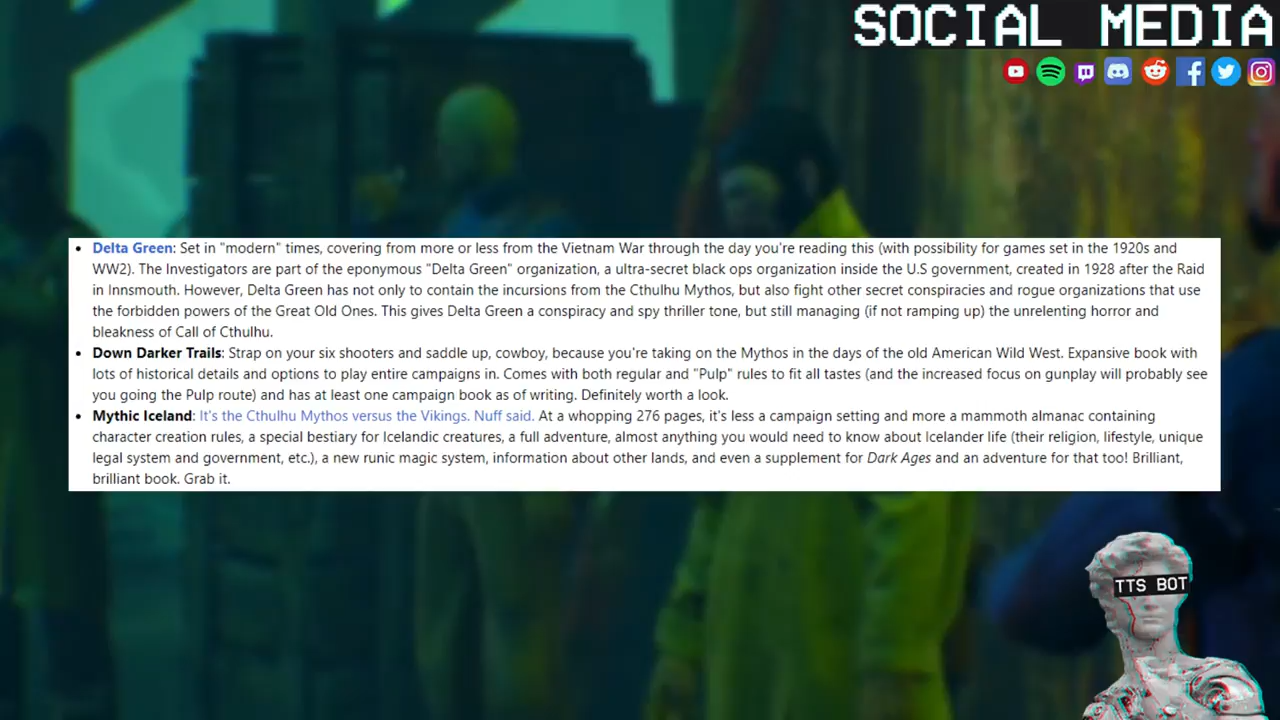 SOCIAL MEDIA
Delta Green: Set in "modern" times, covering from more or less from the Vietnam War through the day you're reading this (with possibility for games set in the 1920s and
WW2). The Investigators are part of the eponymous "Delta Green" organization, a ultra-secret black ops organization inside the U.S government, created in 1928 after the Raid
in Innsmouth. However, Delta Green has not only to contain the incursions from the Cthulhu Mythos, but also fight other secret conspiracies and rogue organizations that use
the forbidden powers of the Great Old Ones. This gives Delta Green a conspiracy and spy thriller tone, but still managing (if not ramping up) the unrelenting horror and
bleakness of Call of Cthulhu.
Down Darker Trails: Strap on your six shooters and saddle up, cowboy, because you're taking on the Mythos in the days of the old American Wild West. Expansive book with
lots of historical details and options to play entire campaigns in. Comes with both regular and "Pulp" rules to fit all tastes (and the increased focus on gunplay will probably see
you going the Pulp route) and has at least one campaign book as of writing. Definitely worth a look.
Mythic Iceland: It's the Cthulhu Mythos versus the Vikings. Nuff said. At a whopping 276 pages, it's less a campaign setting and more a mammoth almanac containing
character creation rules, a special bestiary for Icelandic creatures, a full adventure, almost anything you would need to know about Icelander life (their religion, lifestyle, unique
legal system and government, etc.), a new runic magic system, information about other lands, and even a supplement for Dark Ages and an adventure for that too! Brilliant,
brilliant book. Grab it.
TTS BOT